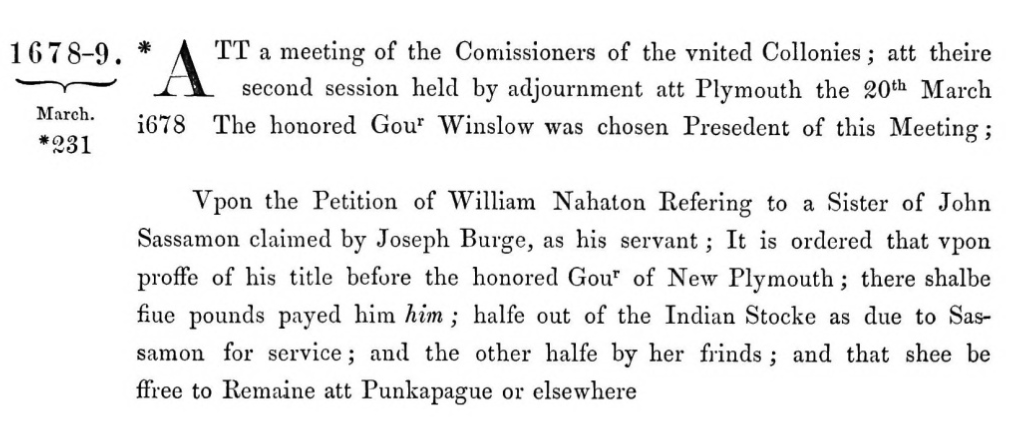 1678-9. * ATT a meeting of the Comissioners of the vnited Collonies ; att theire
second session held by adjournment att Plymouth the 20th March
March.
i678 The honored Gour Winslow was chosen Presedent of this Meeting ;
*231
Vpon the Petition of William Nahaton Refering to a Sister of John
Sassamon claimed by Joseph Burge, as his servant ; It is ordered that vpon
proffe of his title before the honored Gour of New Plymouth ; there shalbe
fiue pounds payed him him ; halfe out of the Indian Stocke as due to Sas-
samon for service ; and the other halfe by her frinds ; and that shee be
ffree to Remaine att Punkapague or elsewhere